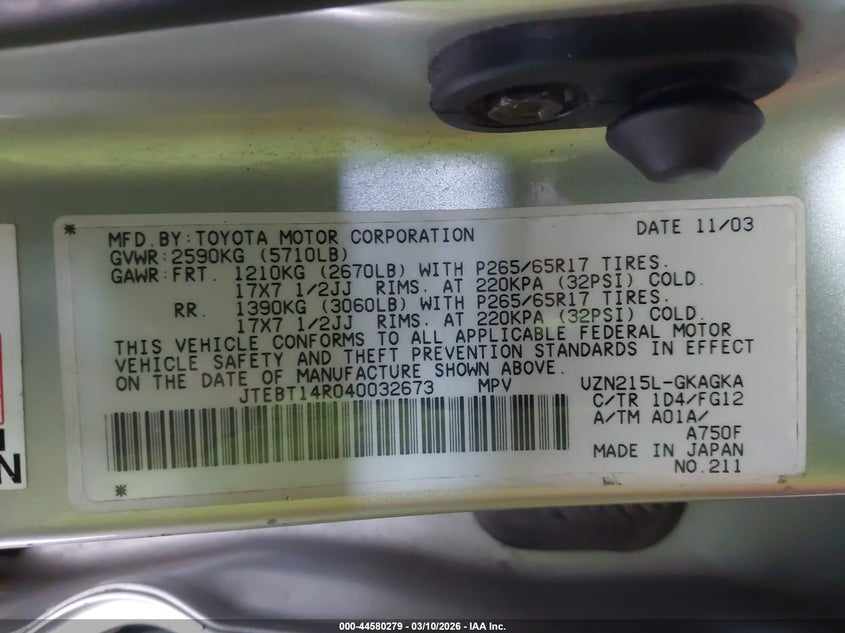 MFD.BY:TOYOTA MOTOR CORPORATION DATE 11/03
GVWR:2590KG (5710LB)
GAWR:FRT. 1210KG (2670LB) WITH P265/65R17 TIRES.
17X7 1/2JJ RIMS. AT 220KPA (32PSI) COLD.
RR. 1390KG (3060LB) WITH P265/65R17 TIRES.
17X7 1/2JJ RIMS. AT 220KPA (32PSI) COLD.
THIS VEHICLE CONFORMS TO ALL APPLICABLE FEDERAL MOTOR
VEHICLE SAFETY AND THEFT PREVENTION STANDARDS IN EFFECT
ON THE DATE OF MANUFACTURE SHOWN ABOVE.
JTEBT14R040032673 MPV UZN215L-GKAGKA
C/TR 1D4/FG12
A/TM A01A/
A750F
MADE IN JAPAN
NO.211
N
000-44580279 - 03/10/2026 - IAA Inc.